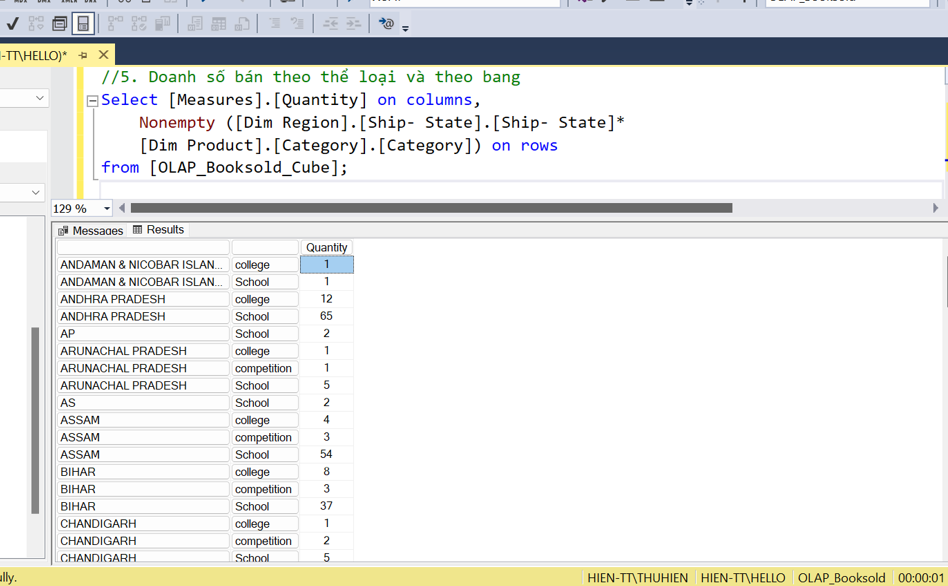 -TT\HELLO)*
//5. Doanh số bán theo thể loại và theo bang
Select [Measures].[Quantity] on columns,
Nonempty ([Dim Region].[Ship- State].[Ship- State]*
[Dim Product].[Category].[Category]) on rows
from [OLAP_Booksold_Cube];
129 %
Messages Results
Quantity
ANDAMAN & NICOBAR ISLAN... college 1
ANDAMAN & NICOBAR ISLAN... School 1
ANDHRA PRADESH college 12
ANDHRA PRADESH School 65
AP School 2
ARUNACHAL PRADESH college 1
ARUNACHAL PRADESH competition 1
ARUNACHAL PRADESH School 5
AS School 2
ASSAM college 4
ASSAM competition 3
ASSAM School 54
BIHAR college 8
BIHAR competition 3
BIHAR School 37
CHANDIGARH college 1
CHANDIGARH competition 2
CHANDIGARH School 5
lly. HIEN-TT\THUHIEN HIEN-TT\HELLO OLAP_Booksold 00:00:01